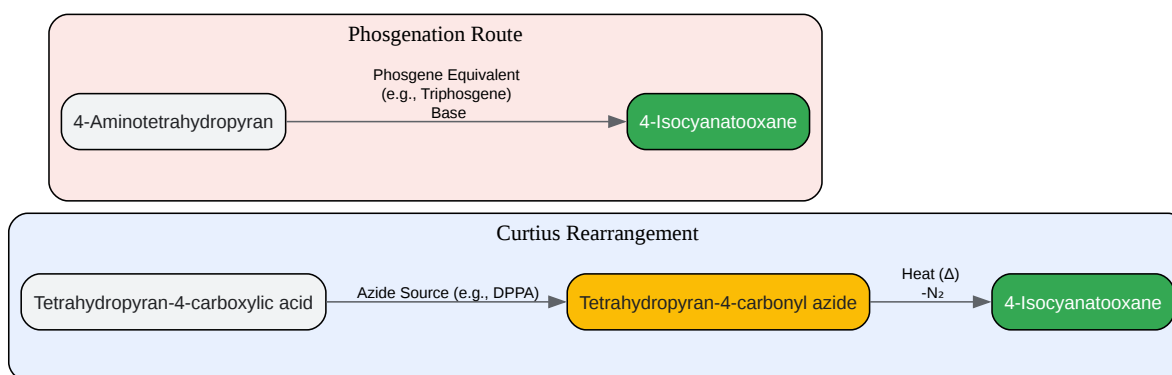 Phosgenation Route
Phosgene Equivalent
(e.g., Triphosgene)
Base
4-Aminotetrahydropyran
4-Isocyanatooxane
Curtius Rearrangement
Tetrahydropyran-4-carboxylic acid
Azide Source (e.g., DPPA)
Tetrahydropyran-4-carbonyl azide
Heat (Δ)
-N₂
4-Isocyanatooxane